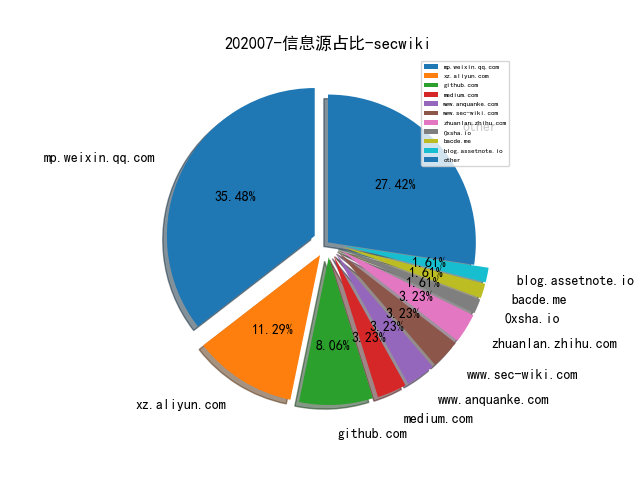 202007-信息源占比-secwiki
mp.weixin.qq.com
xz.aliyun.com
github.com
medium.com
www.anquanke.com
www.sec-wiki.com
zhuanlan.zhihu.com
0xsha.io
bacde.me
blog.assetnote.io
other
other
mp.weixin.qq.com
35.48%
27.42%
1.61%
1.61%
1.61%
3.23%
3.23%
3.23%
3.23%
8.06%
11.29%
blog.assetnote.io
bacde.me
0xsha.io
zhuanlan.zhihu.com
www.sec-wiki.com
www.anquanke.com
medium.com
github.com
xz.aliyun.com